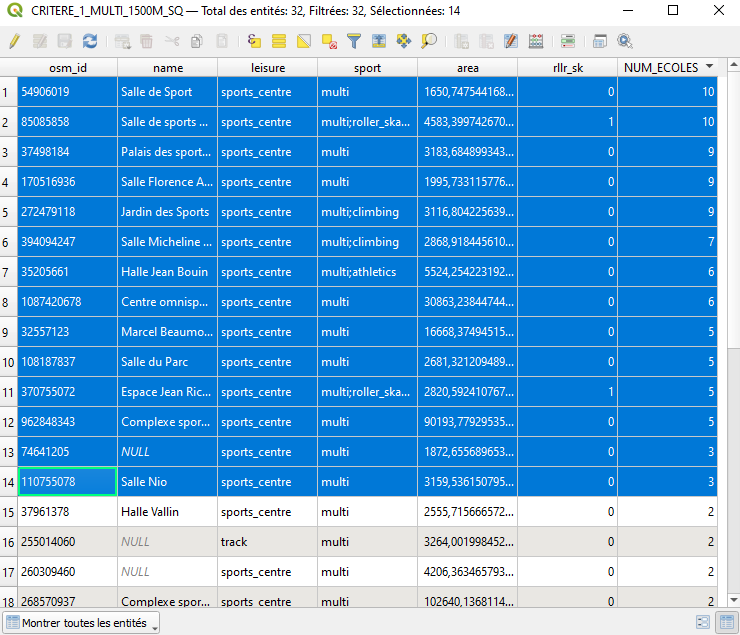 CRITERE_1_MULTI_1500M_SQ — Total des entités: 32, Filtrées: 32, Sélectionnées: 14
osm_id name leisure sport area rllr_sk NUM_ECOLES
1 54906019 Salle de Sport sports_centre multi 1650,747544168... 0 10
2 85085858 Salle de sports ... sports_centre multi;roller_ska... 4583,399742670... 1 10
3 37498184 Palais des sport... sports_centre multi 3183,684899343... 0 9
4 170516936 Salle Florence A... sports_centre multi 1995,733115776... 0 9
5 272479118 Jardin des Sports sports_centre multi;climbing 3116,804225639... 0 9
6 394094247 Salle Micheline ... sports_centre multi;climbing 2868,918445610... 0 7
7 35205661 Halle Jean Bouin sports_centre multi;athletics 5524,254223192... 0 6
8 1087420678 Centre omnisp... sports_centre multi 30863,23844744... 0 6
9 32557123 Marcel Beaumo... sports_centre multi 16668,37494515... 0 5
10 108187837 Salle du Parc sports_centre multi 2681,321209489... 0 5
11 370755072 Espace Jean Ric... sports_centre multi;roller_ska... 2820,592410767... 1 5
12 962848343 Complexe spor... sports_centre multi 90193,77929535... 0 5
13 74641205 NULL sports_centre multi 1872,655689653... 0 3
14 110755078 Salle Nio sports_centre multi 3159,536150795... 0 3
15 37961378 Halle Vallin sports_centre multi 2555,715666572... 0 2
16 255014060 NULL track multi 3264,001998452... 0 2
17 260309460 NULL sports_centre multi 4206,363465793... 0 2
18 268570937 Complexe spor... sports_centre multi 102640,1368114... 0 2
Montrer toutes les entités